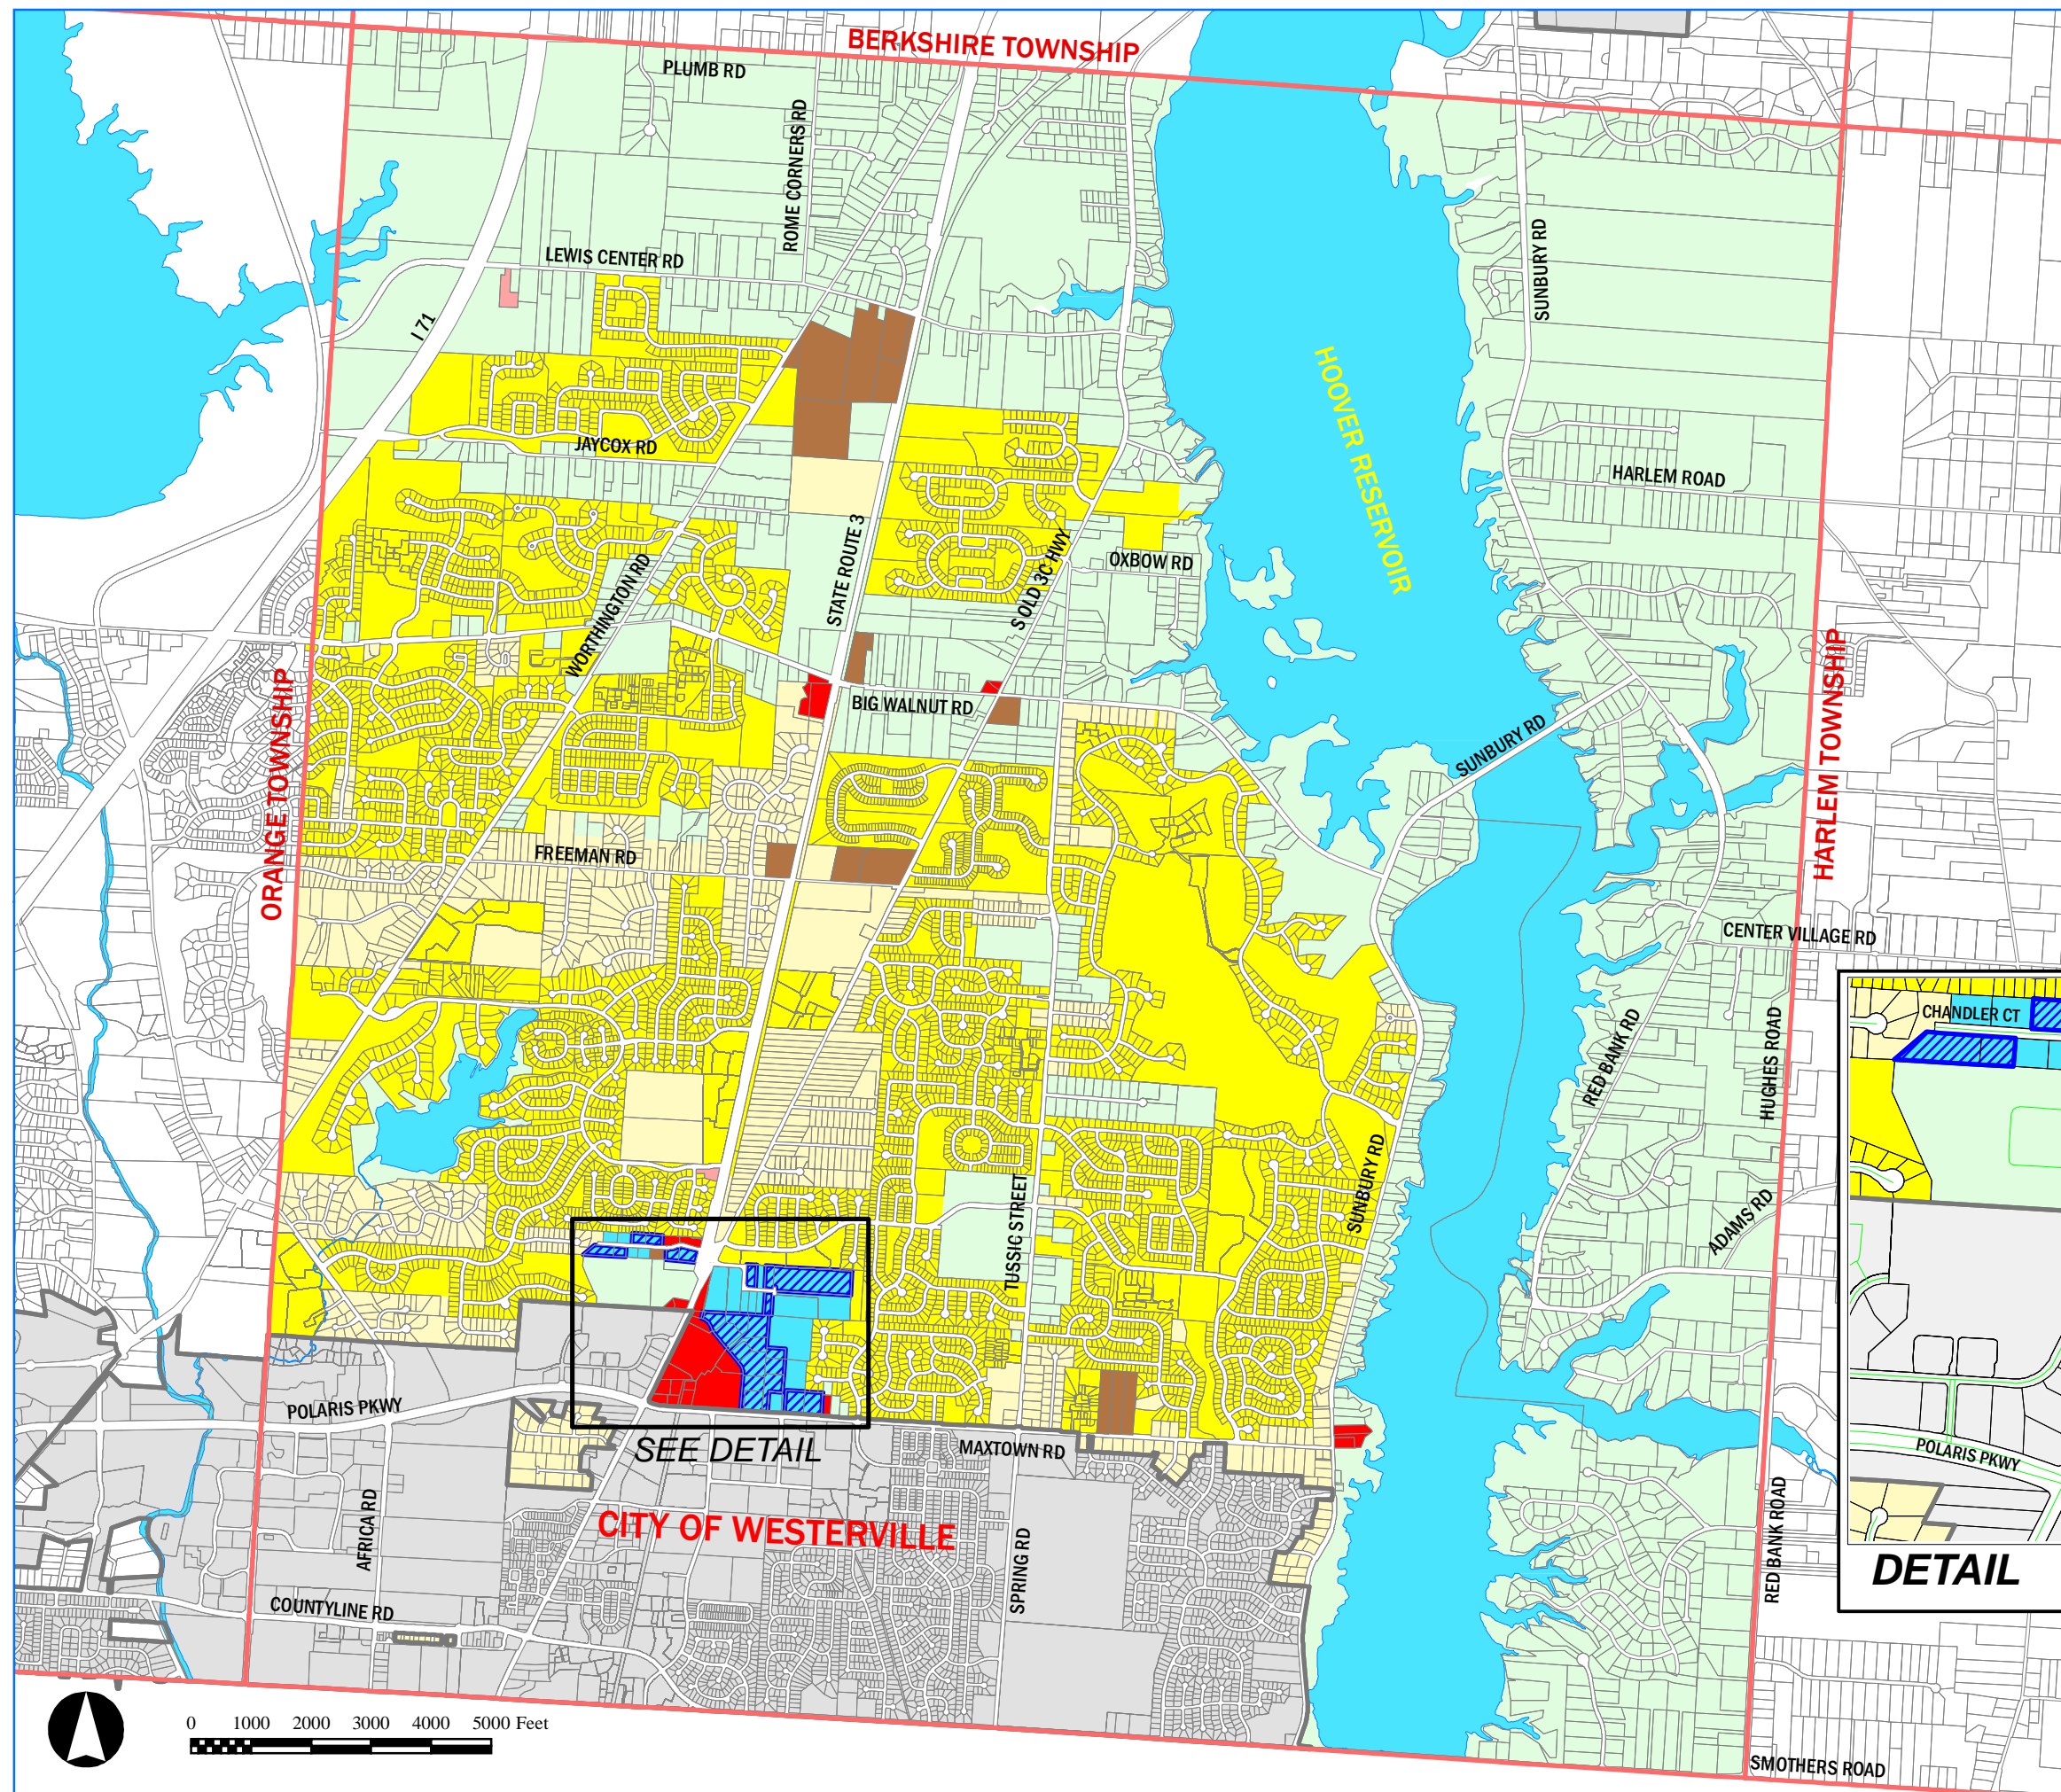 BERKSHIRE TOWNSHIP
PLUMB RD
ROME CORNERS RD
LEWIS CENTER RD
SUNBURY RD
I 71
HOOVER RESERVOIR
JAYCOX RD
HARLEM ROAD
STATE ROUTE 3
S OLD 3C HWY
OXBOW RD
WORTHINGTON RD
ORANGE TOWNSHIP
HARLEM TOWNSHIP
BIG WALNUT RD
SUNBURY RD
FREEMAN RD
CENTER VILLAGE RD
RED BANK RD
HUGHES ROAD
CHANDLER CT
TUSSIC STREET
SUNBURY RD
ADAMS RD
POLARIS PKWY
SEE DETAIL
MAXTOWN RD
POLARIS PKWY
AFRICA RD
CITY OF WESTERVILLE
SPRING RD
RED BANK ROAD
DETAIL
COUNTYLINE RD
0 1000 2000 3000 4000 5000 Feet
SMOTHERS ROAD